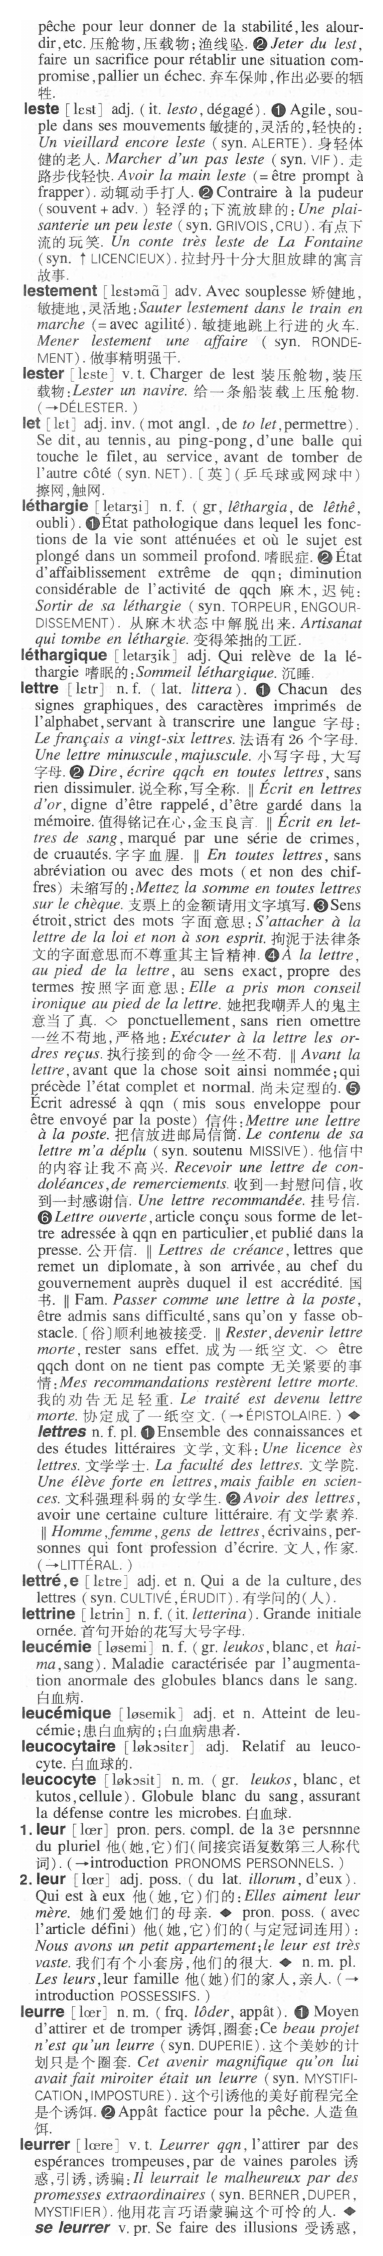 pêche pour leur donner de la stabilité, les alour-
dir, etc. 压舱物,压载物;渔线坠. ❷ Jeter du lest,
faire un sacrifice pour rétablir une situation com-
promise, pallier un échec. 弃车保帅,作出必要的牺
牲.
leste [lɛst] adj. (it. lesto, dégagé). ❶ Agile, sou-
ple dans ses mouvements 敏捷的,灵活的,轻快的:
Un vieillard encore leste (syn. ALERTE). 身轻体
健的老人. Marcher d'un pas leste (syn. VIF). 走
路步伐轻快. Avoir la main leste (= être prompt à
frapper). 动辄动手打人. ❷ Contraire à la pudeur
(souvent + adv.) 轻浮的;下流放肆的:Une plai-
santerie un peu leste (syn. GRIVOIS, CRU). 有点下
流的玩笑. Un conte très leste de La Fontaine
(syn. ↑ LICENCIEUX). 拉封丹十分大胆放肆的寓言
故事.
lestement [lɛstəmɑ̃] adv. Avec souplesse 矫健地,
敏捷地,灵活地:Sauter lestement dans le train en
marche (= avec agilité). 敏捷地跳上行进的火车.
Mener lestement une affaire (syn. RONDE-
MENT). 做事精明强干.
lester [lɛste] v. t. Charger de lest 装压舱物,装压
载物:Lester un navire. 给一条船装载上压舱物.
(→DÉLESTER.)
let [lɛt] adj. inv. (mot angl., de to let, permettre).
Se dit, au tennis, au ping-pong, d'une balle qui
touche le filet, au service, avant de tomber de
l'autre côté (syn. NET). [英](乒乓球或网球中)
擦网,触网.
léthargie [letarʒi] n. f. (gr, lêthargia, de lêthê,
oubli). ❶ État pathologique dans lequel les fonc-
tions de la vie sont atténuées et où le sujet est
plongé dans un sommeil profond. 嗜眠症. ❷ État
d'affaiblissement extrême de qqn; diminution
considérable de l'activité de qqch 麻木,迟钝:
Sortir de sa léthargie (syn. TORPEUR, ENGOUR-
DISSEMENT). 从麻木状态中解脱出来. Artisanat
qui tombe en léthargie. 变得笨拙的工匠.
léthargique [letarʒik] adj. Qui relève de la lé-
thargie 嗜眠的:Sommeil léthargique. 沉睡.
lettre [lɛtr] n. f. (lat. littera). ❶ Chacun des
signes graphiques, des caractères imprimés de
l'alphabet, servant à transcrire une langue 字母:
Le français a vingt-six lettres. 法语有 26 个字母.
Une lettre minuscule, majuscule. 小写字母,大写
字母. ❷ Dire, écrire qqch en toutes lettres, sans
rien dissimuler. 说全称,写全称. ‖ Écrit en lettres
d'or, digne d'être rappelé, d'être gardé dans la
mémoire. 值得铭记在心,金玉良言. ‖ Écrit en let-
tres de sang, marqué par une série de crimes,
de cruautés. 字字血腥. ‖ En toutes lettres, sans
abréviation ou avec des mots (et non des chif-
fres) 未缩写的:Mettez la somme en toutes lettres
sur le chèque. 支票上的金额请用文字填写. ❸ Sens
étroit, strict des mots 字面意思:S'attacher à la
lettre de la loi et non à son esprit. 拘泥于法律条
文的字面意思而不尊重其主旨精神. ❹ A la lettre,
au pied de la lettre, au sens exact, propre des
termes 按照字面意思:Elle a pris mon conseil
ironique au pied de la lettre. 她把我嘲弄人的鬼主
意当了真. ◇ ponctuellement, sans rien omettre
一丝不苟地,严格地:Exécuter à la lettre les or-
dres reçus. 执行接到的命令一丝不苟. ‖ Avant la
lettre, avant que la chose soit ainsi nommée; qui
précède l'état complet et normal. 尚未定型的. ❺
Écrit adressé à qqn (mis sous enveloppe pour
être envoyé par la poste) 信件:Mettre une lettre
à la poste. 把信放进邮局信筒. Le contenu de sa
lettre m'a déplu (syn. soutenu MISSIVE). 他信中
的内容让我不高兴. Recevoir une lettre de con-
doléances, de remerciements. 收到一封慰问信,收
到一封感谢信. Une lettre recommandée. 挂号信.
❻ Lettre ouverte, article conçu sous forme de let-
tre adressée à qqn en particulier, et publié dans la
presse. 公开信. ‖ Lettres de créance, lettres que
remet un diplomate, à son arrivée, au chef du
gouvernement auprès duquel il est accrédité. 国
书. ‖ Fam. Passer comme une lettre à la poste,
être admis sans difficulté, sans qu'on y fasse ob-
stacle. 〔俗〕顺利地被接受. ‖ Rester, devenir lettre
morte, rester sans effet. 成为一纸空文. ◇ être
qqch dont on ne tient pas compte 无关紧要的事
情:Mes recommandations restèrent lettre morte.
我的劝告无足轻重. Le traité est devenu lettre
morte. 协定成了一纸空文. (→ÉPISTOLAIRE.) ◆
lettres n. f. pl. ❶ Ensemble des connaissances et
des études littéraires 文学,文科:Une licence ès
lettres. 文学学士. La faculté des lettres. 文学院.
Une élève forte en lettres, mais faible en scien-
ces. 文科强理科弱的女学生. ❷ Avoir des lettres,
avoir une certaine culture littéraire. 有文学素养.
‖ Homme, femme, gens de lettres, écrivains, per-
sonnes qui font profession d'écrire. 文人,作家.
(→LITTÉRAL.)
lettré, e [lɛtre] adj. et n. Qui a de la culture, des
lettres (syn. CULTIVÉ, ÉRUDIT). 有学问的(人).
lettrine [lɛtrin] n. f. (it. letterina). Grande initiale
ornée. 首句开始的花写大号字母.
leucémie [løsemi] n. f. (gr. leukos, blanc, et hai-
ma, sang). Maladie caractérisée par l'augmenta-
tion anormale des globules blancs dans le sang.
白血病.
leucémique [løsemik] adj. et n. Atteint de leu-
cémie;患白血病的;白血病患者.
leucocytaire [løkɔsitɛr] adj. Relatif au leuco-
cyte. 白血球的.
leucocyte [løkɔsit] n. m. (gr. leukos, blanc, et
kutos, cellule). Globule blanc du sang, assurant
la défense contre les microbes. 白血球.
1. leur [lœr] pron. pers. compl. de la 3e persnnne
du pluriel 他(她,它)们(间接宾语复数第三人称代
词). (→introduction PRONOMS PERSONNELS.)
2. leur [lœr] adj. poss. (du lat. illorum, d'eux).
Qui est à eux 他(她,它)们的:Elles aiment leur
mère. 她们爱她们的母亲. ◆ pron. poss. (avec
l'article défini) 他(她,它)们的(与定冠词连用):
Nous avons un petit appartement; le leur est très
vaste. 我们有个小套房,他们的很大. ◆ n. m. pl.
Les leurs, leur famille 他(她)们的家人,亲人. (→
introduction POSSESSIFS.)
leurre [lœr] n. m. (frq. lôder, appât). ❶ Moyen
d'attirer et de tromper 诱饵,圈套:Ce beau projet
n'est qu'un leurre (syn. DUPERIE). 这个美妙的计
划只是个圈套. Cet avenir magnifique qu'on lui
avait fait miroiter était un leurre (syn. MYSTIFI-
CATION, IMPOSTURE). 这个引诱他的美好前程完全
是个诱饵. ❷ Appât factice pour la pêche. 人造鱼
饵.
leurrer [lœre] v. t. Leurrer qqn, l'attirer par des
espérances trompeuses, par de vaines paroles 诱
惑,引诱,诱骗:Il leurrait le malheureux par des
promesses extraordinaires (syn. BERNER, DUPER,
MYSTIFIER). 他用花言巧语蒙骗这个可怜的人. ◆
se leurrer v. pr. Se faire des illusions 受诱惑,